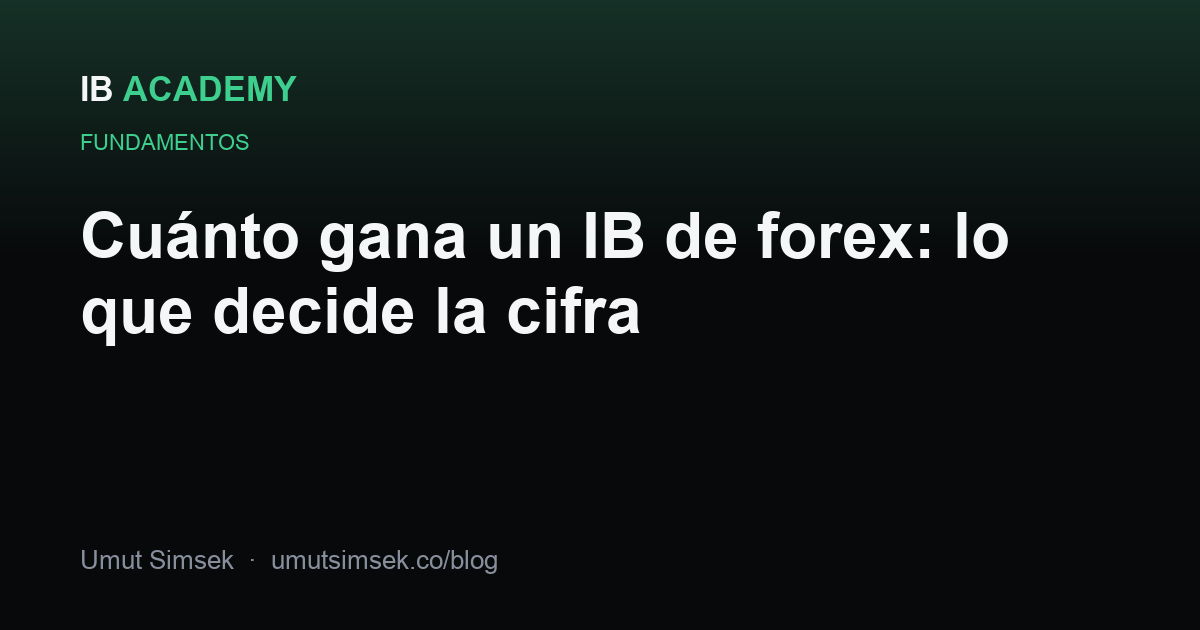 IB ACADEMY
FUNDAMENTOS
Cuánto gana un IB de forex: lo
que decide la cifra
Umut Simsek · umutsimsek.co/blog